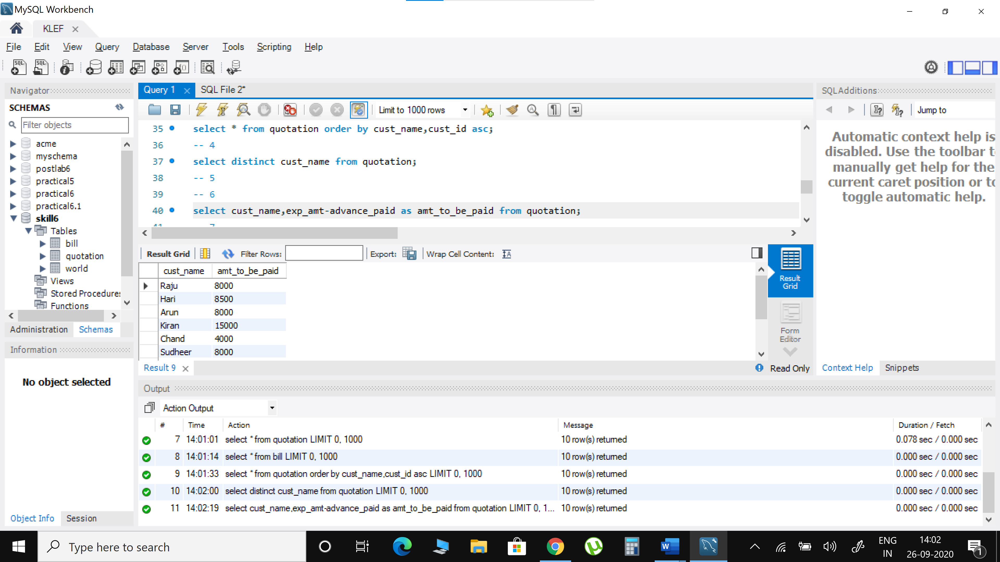 MySQL Workbench
KLEF
File Edit View Query Database Server Tools Scripting Help
Navigator
SCHEMAS
Filter objects
acme
myschema
postlab6
practical5
practical6
practical6.1
skill6
Tables
bill
quotation
world
Views
Stored Procedures
Functions
Administration Schemas
Information
No object selected
Object Info Session
Query 1 SQL File 2*
Limit to 1000 rows
35 select * from quotation order by cust_name,cust_id asc;
36 -- 4
37 select distinct cust_name from quotation;
38 -- 5
39 -- 6
40 select cust_name,exp_amt-advance_paid as amt_to_be_paid from quotation;
Result Grid Filter Rows: Export: Wrap Cell Content:
cust_name amt_to_be_paid
Raju 8000
Hari 8500
Arun 8000
Kiran 15000
Chand 4000
Sudheer 8000
Result Grid
Form Editor
Result 9 Read Only
SQLAdditions
Jump to
Automatic context help is
disabled. Use the toolbar t
manually get help for the
current caret position or to
toggle automatic help.
Context Help Snippets
Output
Action Output
# Time Action Message Duration / Fetch
7 14:01:01 select * from quotation LIMIT 0, 1000 10 row(s) returned 0.078 sec / 0.000 sec
8 14:01:14 select * from bill LIMIT 0, 1000 10 row(s) returned 0.000 sec / 0.000 sec
9 14:01:33 select * from quotation order by cust_name,cust_id asc LIMIT 0, 1000 10 row(s) returned 0.000 sec / 0.000 sec
10 14:02:00 select distinct cust_name from quotation LIMIT 0, 1000 10 row(s) returned 0.000 sec / 0.000 sec
11 14:02:19 select cust_name,exp_amt-advance_paid as amt_to_be_paid from quotation LIMIT 0, 1... 10 row(s) returned 0.000 sec / 0.000 sec
Type here to search
ENG
IN
14:02
26-09-2020
1